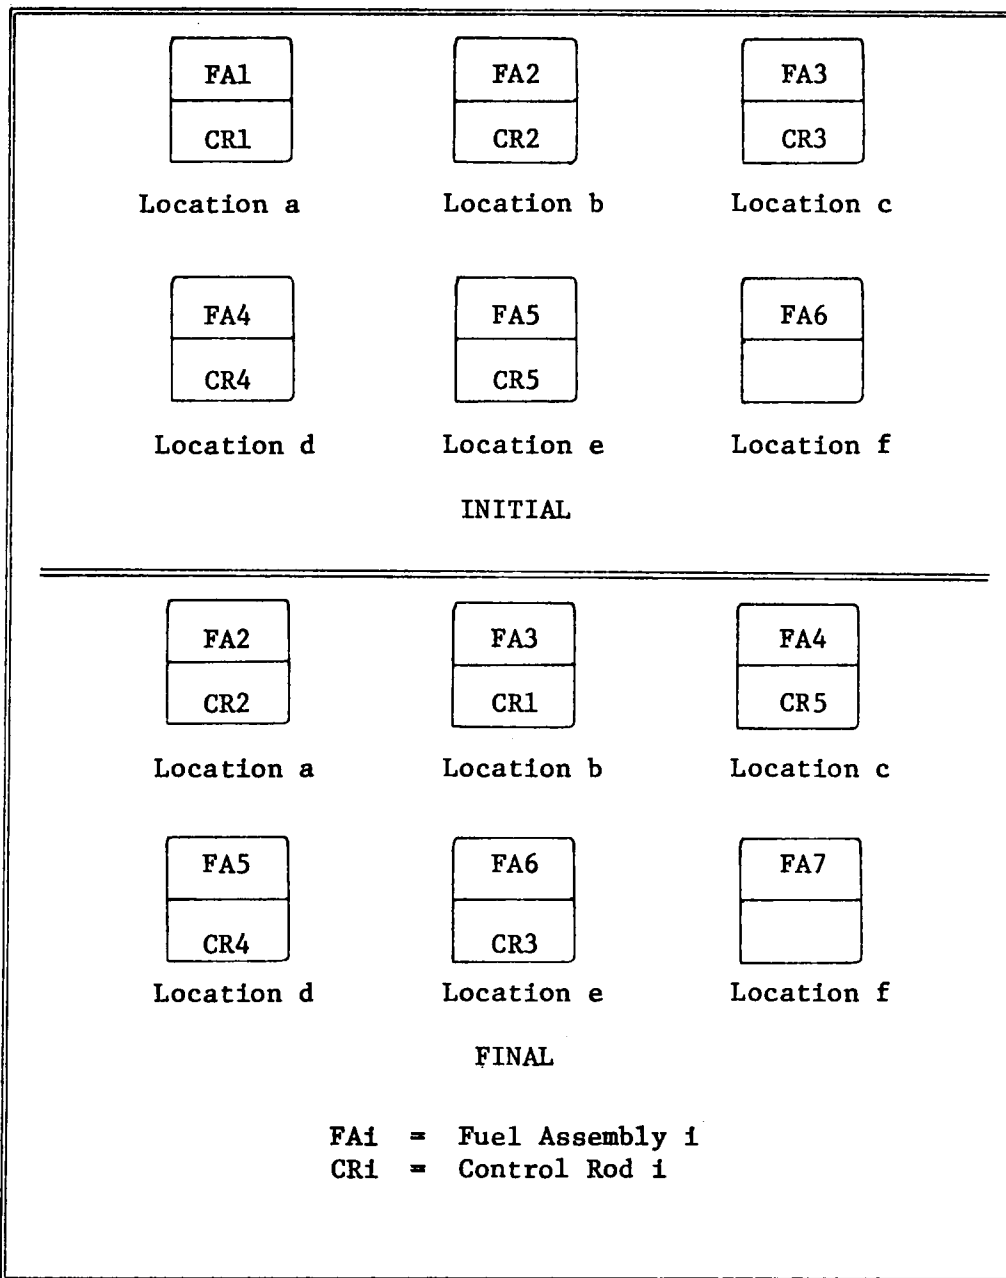 FA1 FA2 FA3
CR1 CR2 CR3
Location a Location b Location c
FA4 FA5 FA6
CR4 CR5
Location d Location e Location f
INITIAL
FA2 FA3 FA4
CR2 CR1 CR5
Location a Location b Location c
FA5 FA6 FA7
CR4 CR3
Location d Location e Location f
FINAL
FAi = Fuel Assembly i
CRi = Control Rod i